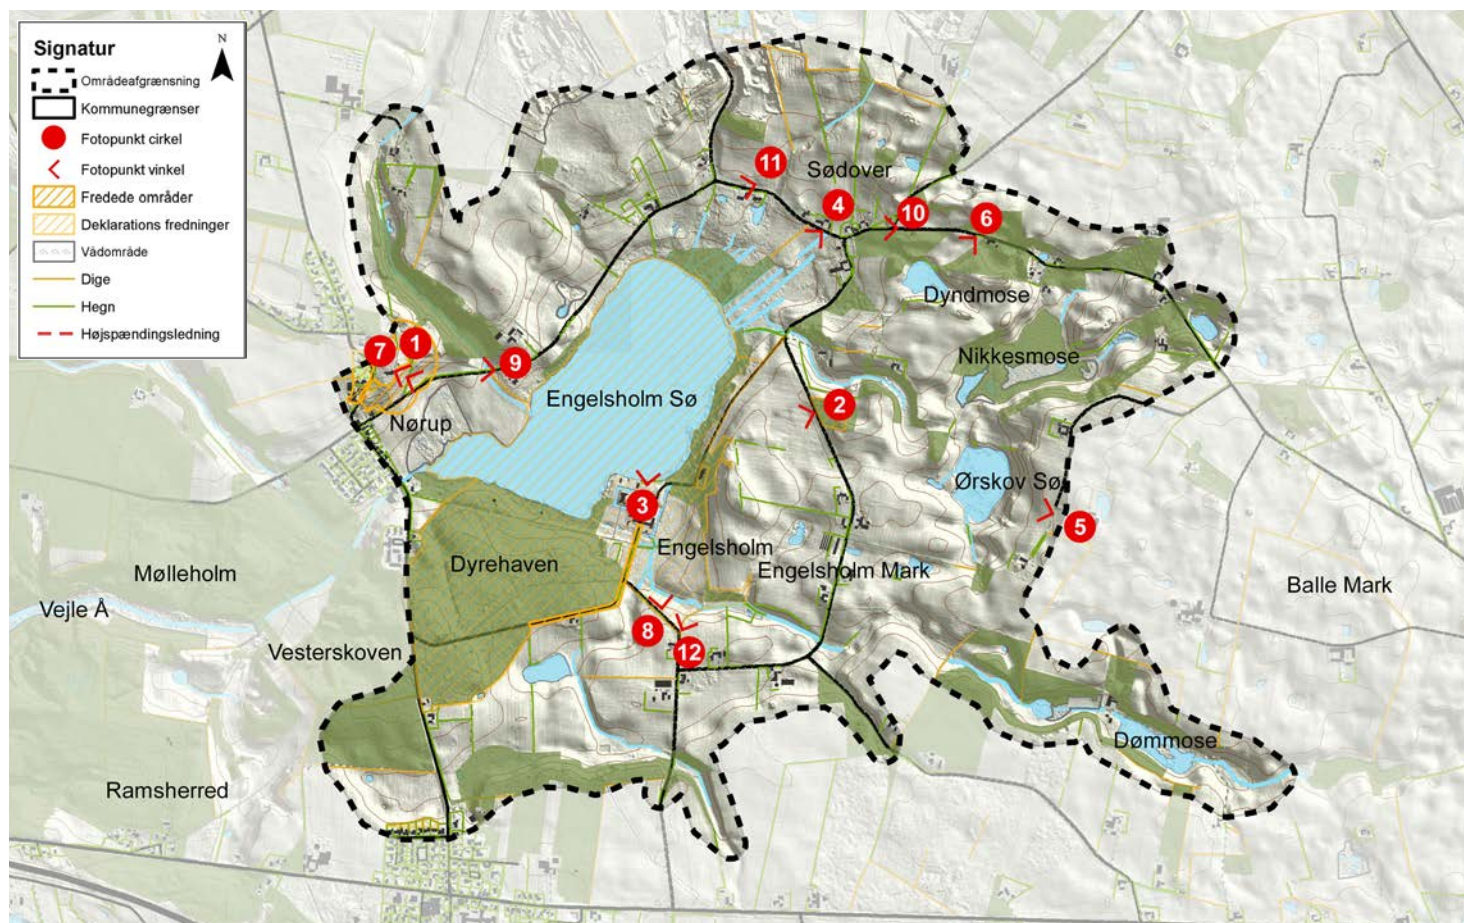 Signatur
N
Områdeafgrænsning
Kommunegrænser
Fotopunkt cirkel
Fotopunkt vinkel
Fredede områder
Deklarations fredninger
Vådområde
Dige
Hegn
Højspændingsledning
11
Sødover
4
10
6
Dyndmose
7
1
9
Nikkesmose
Engelsholm Sø
2
Nørup
Ørskov Sø
3
5
Engelsholm
Dyrehaven
Engelsholm Mark
Mølleholm
Balle Mark
Vejle Å
8
Vesterskoven
12
Dømmose
Ramsherred